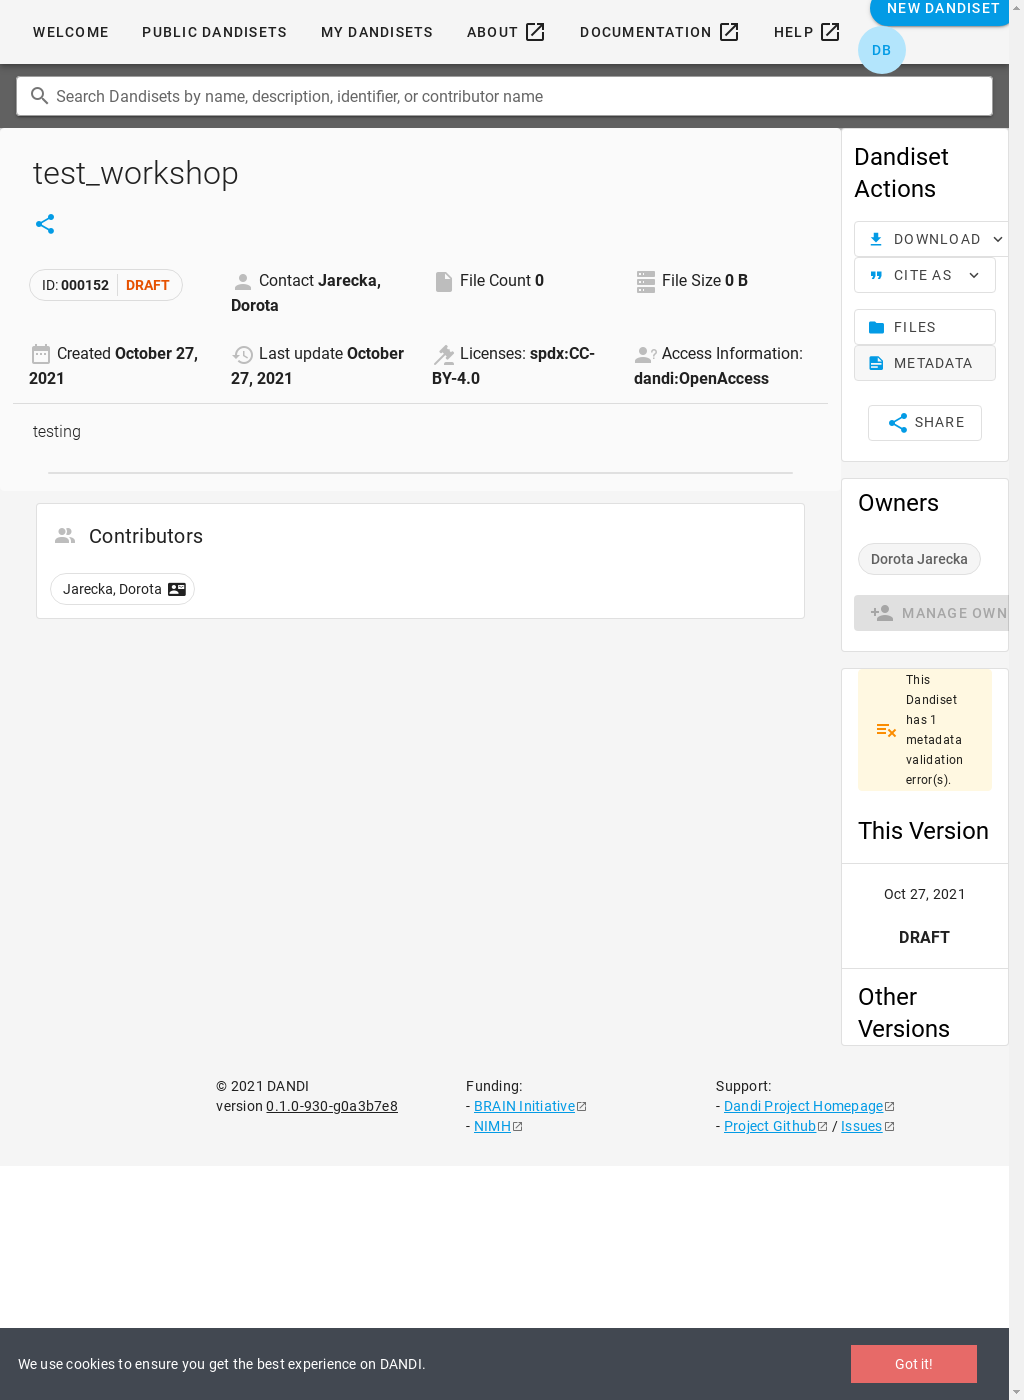 WELCOME
PUBLIC DANDISETS
MY DANDISETS
ABOUT
DOCUMENTATION
HELP
NEW DANDISET
DB
Search Dandisets by name, description, identifier, or contributor name
test_workshop
ID: 000152
DRAFT
Contact Jarecka,
Dorota
File Count 0
File Size 0 B
Created October 27,
2021
Last update October
27, 2021
Licenses: spdx:CC-
BY-4.0
Access Information:
dandi:OpenAccess
testing
Contributors
Jarecka, Dorota
Dandiset
Actions
DOWNLOAD
CITE AS
FILES
METADATA
SHARE
Owners
Dorota Jarecka
MANAGE OWN
This
Dandiset
has 1
metadata
validation
error(s).
This Version
Oct 27, 2021
DRAFT
Other
Versions
© 2021 DANDI
version 0.1.0-930-g0a3b7e8
Funding:
- BRAIN Initiative
- NIMH
Support:
- Dandi Project Homepage
- Project Github / Issues
We use cookies to ensure you get the best experience on DANDI.
Got it!